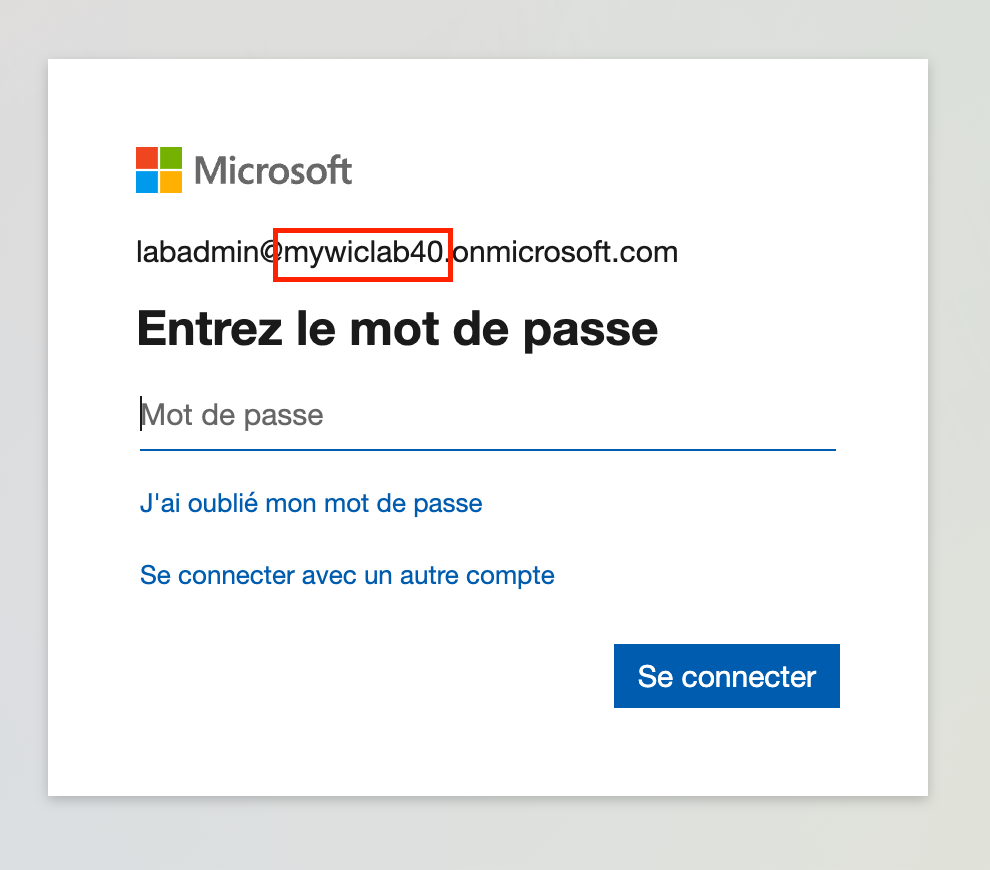 Microsoft
labadmin@mywiclab40.onmicrosoft.com
Entrez le mot de passe
Mot de passe
J'ai oublié mon mot de passe
Se connecter avec un autre compte
Se connecter